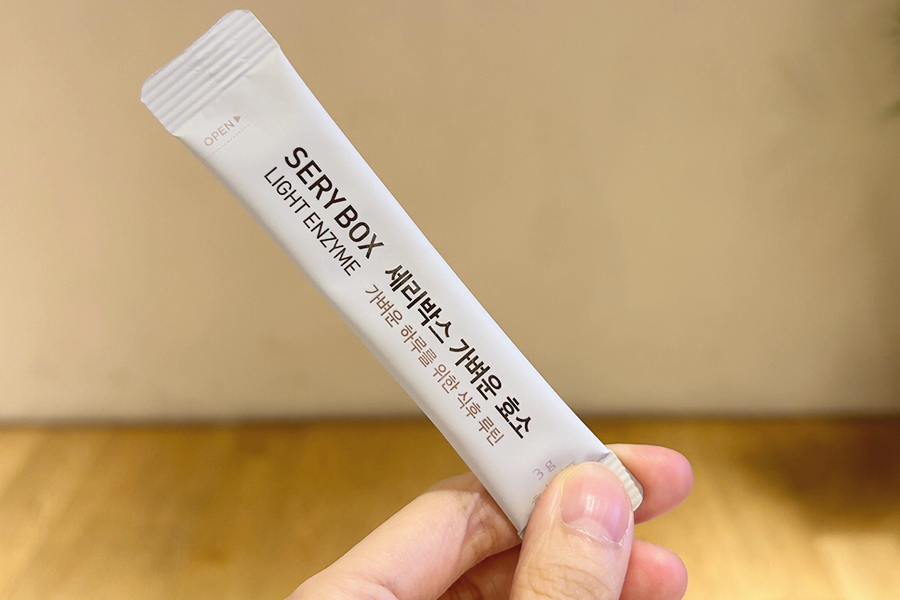 OPEN▶
SERYBOX
LIGHT ENZYME
세리박스 가벼운 효소
가벼운 하루를 위한 식후 루틴
3 g